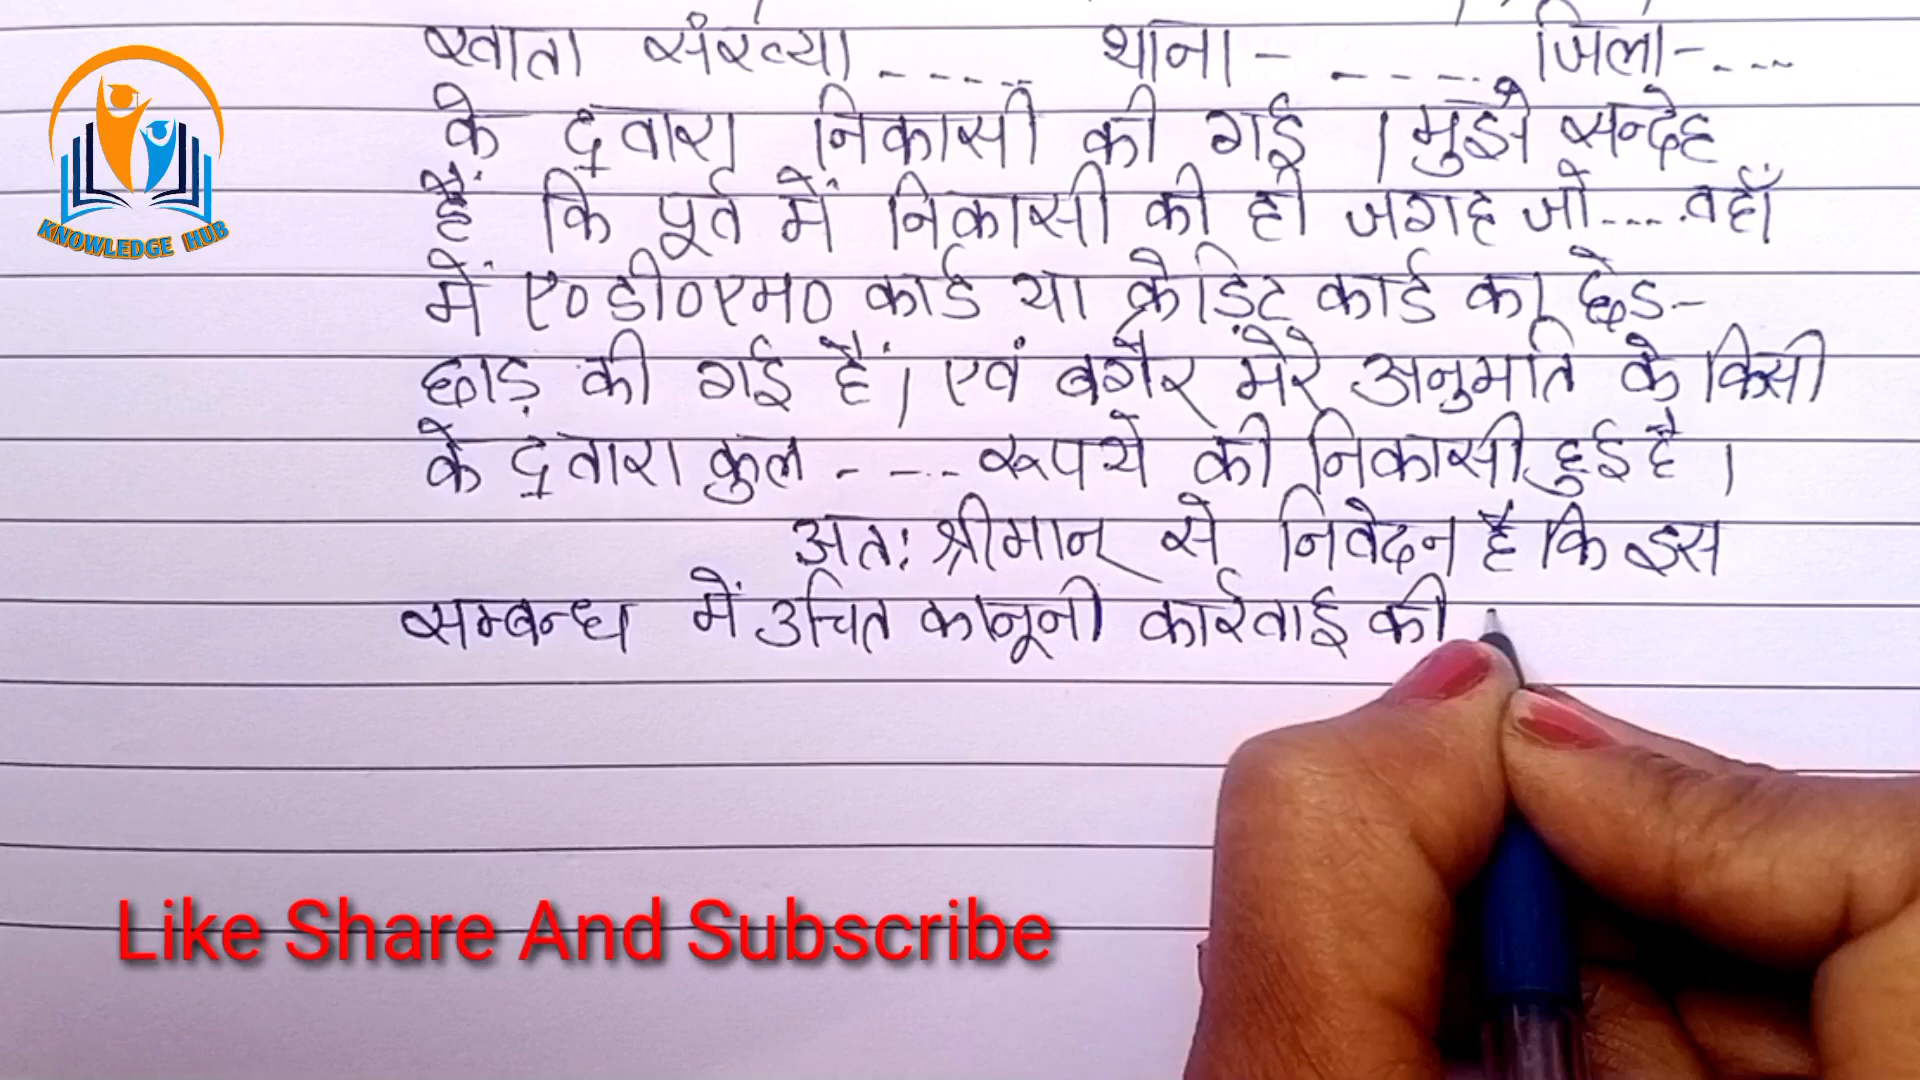 खाता संख्या ----- थाना - ---- जिला - ---
के द्वारा निकासी की गई । मुझे सन्देह
है कि पूर्व में निकासी की ही जगह जो.... वहाँ
में ए०डी०एम० कार्ड या क्रेडिट कार्ड का छेड-
छाड़ की गई हैं। एवं बगैर मेरे अनुमति के किसी
के द्वारा कुल - --- रूपये की निकासी हुई है ।
अतः श्रीमान् से निवेदन है कि इस
सम्बन्ध में उचित कानूनी कार्रवाई की
KNOWLEDGE HUB
Like Share And Subscribe